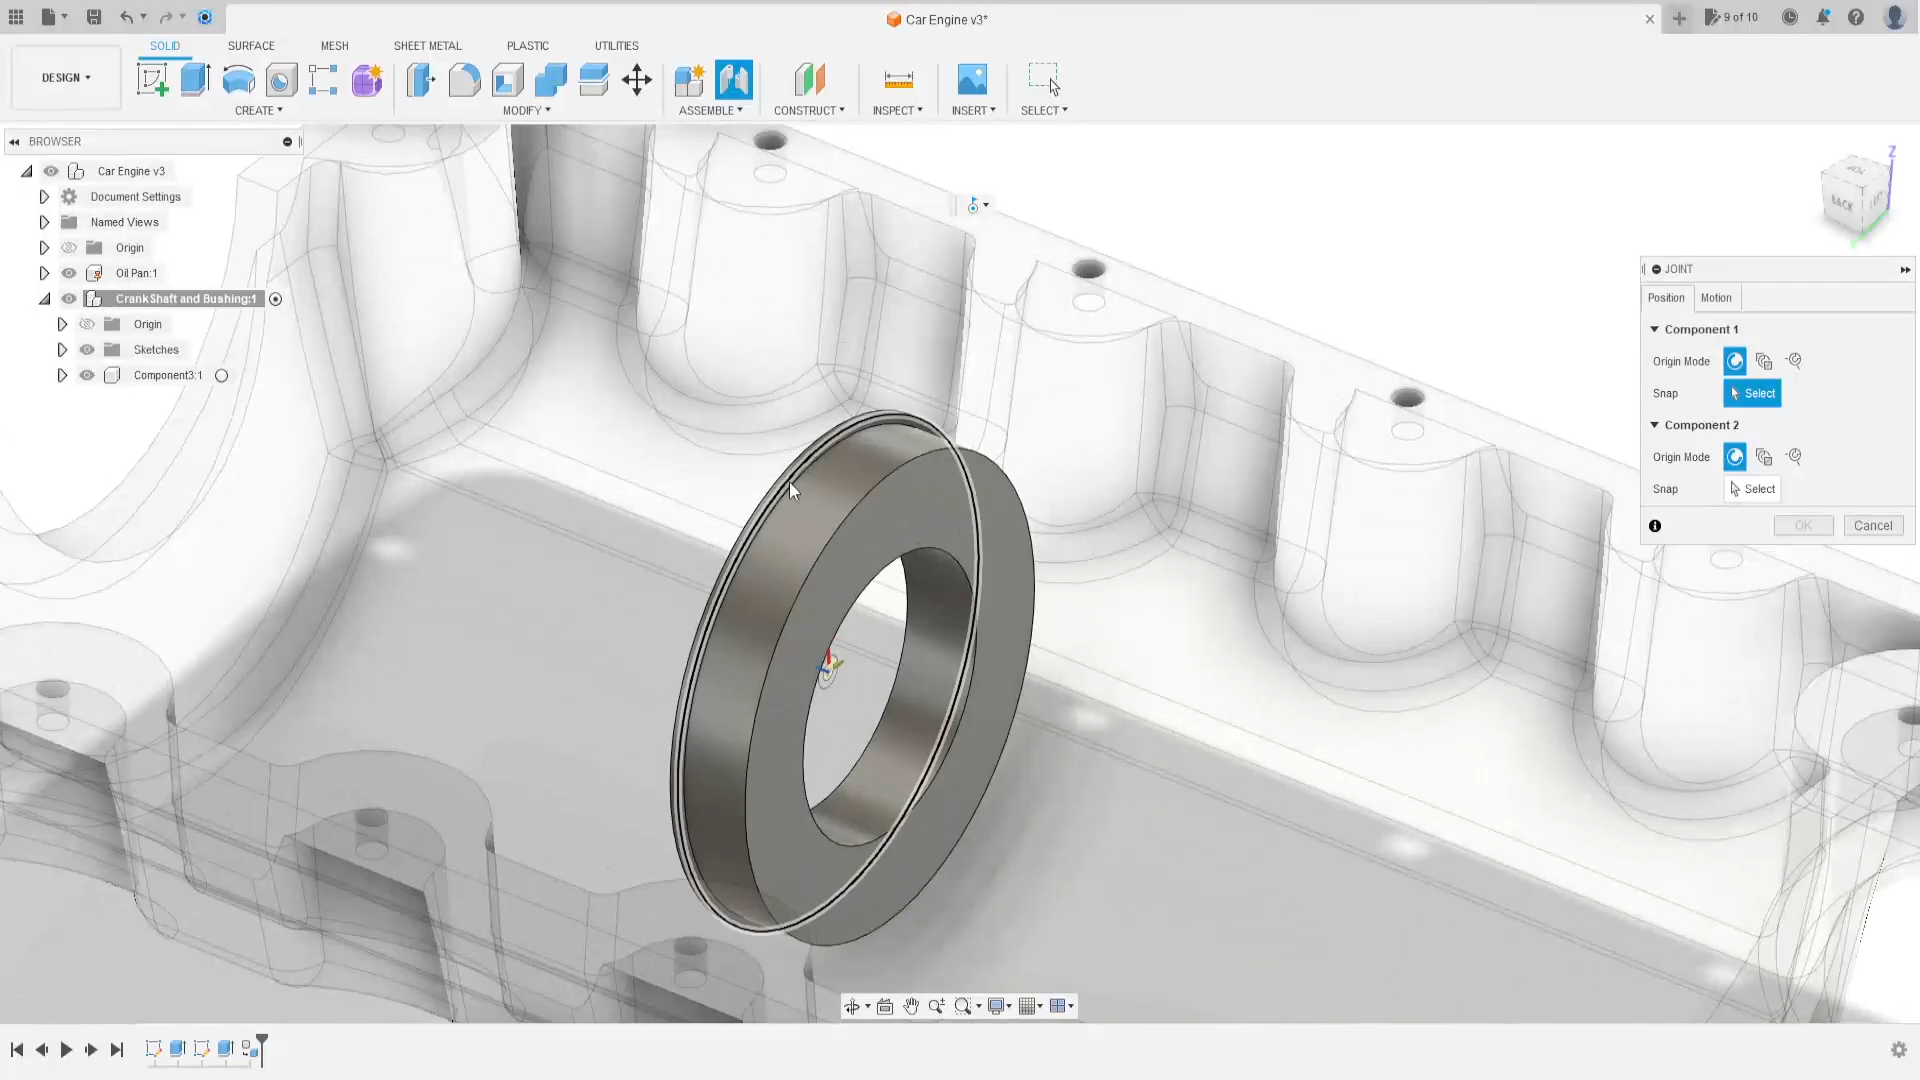 Car Engine v3*
9 of 10
DESIGN
SOLID
SURFACE
MESH
SHEET METAL
PLASTIC
UTILITIES
CREATE
MODIFY
ASSEMBLE
CONSTRUCT
INSPECT
INSERT
SELECT
BROWSER
Car Engine v3
Document Settings
Named Views
Origin
Oil Pan:1
CrankShaft and Bushing:1
Origin
Sketches
Component3:1
Z
BACK
JOINT
Position
Motion
Component 1
Origin Mode
Snap
Select
Component 2
Origin Mode
Snap
Select
OK
Cancel